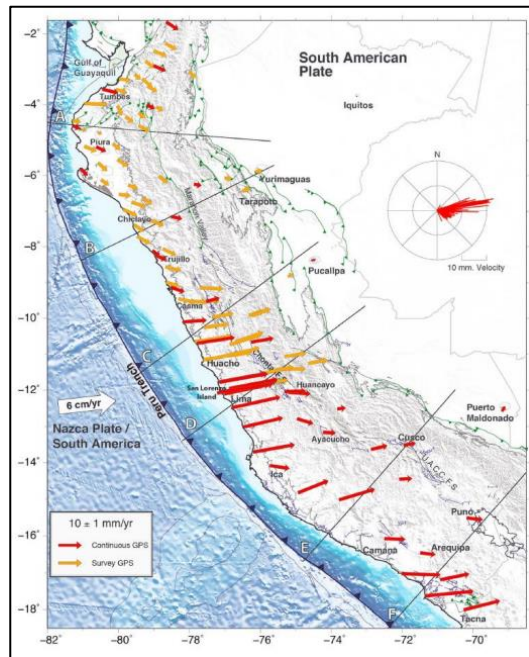 −2°
−4°
−6°
−8°
−10°
−12°
−14°
−16°
−18°
South American
Plate
Gulf of
Guayaquil
Tumbes
Iquitos
A
Piura
N
Yurimaguas
Tarapoto
Chiclayo
10 mm. Velocity
B
Trujillo
Pucallpa
Casma
Huacho
C
Peru Trench
San Lorenzo
Island
Lima
Huancayo
6 cm/yr
D
Puerto
Maldonado
Nazca Plate /
South America
Ayacucho
Cusco
Ica
U.A.C.C.F.S
10 ± 1 mm/yr
Continuous GPS
Survey GPS
Puno
E
Camapa
Arequipa
F
Tacna
−82
−80
−78
−76
−74
−72
−70